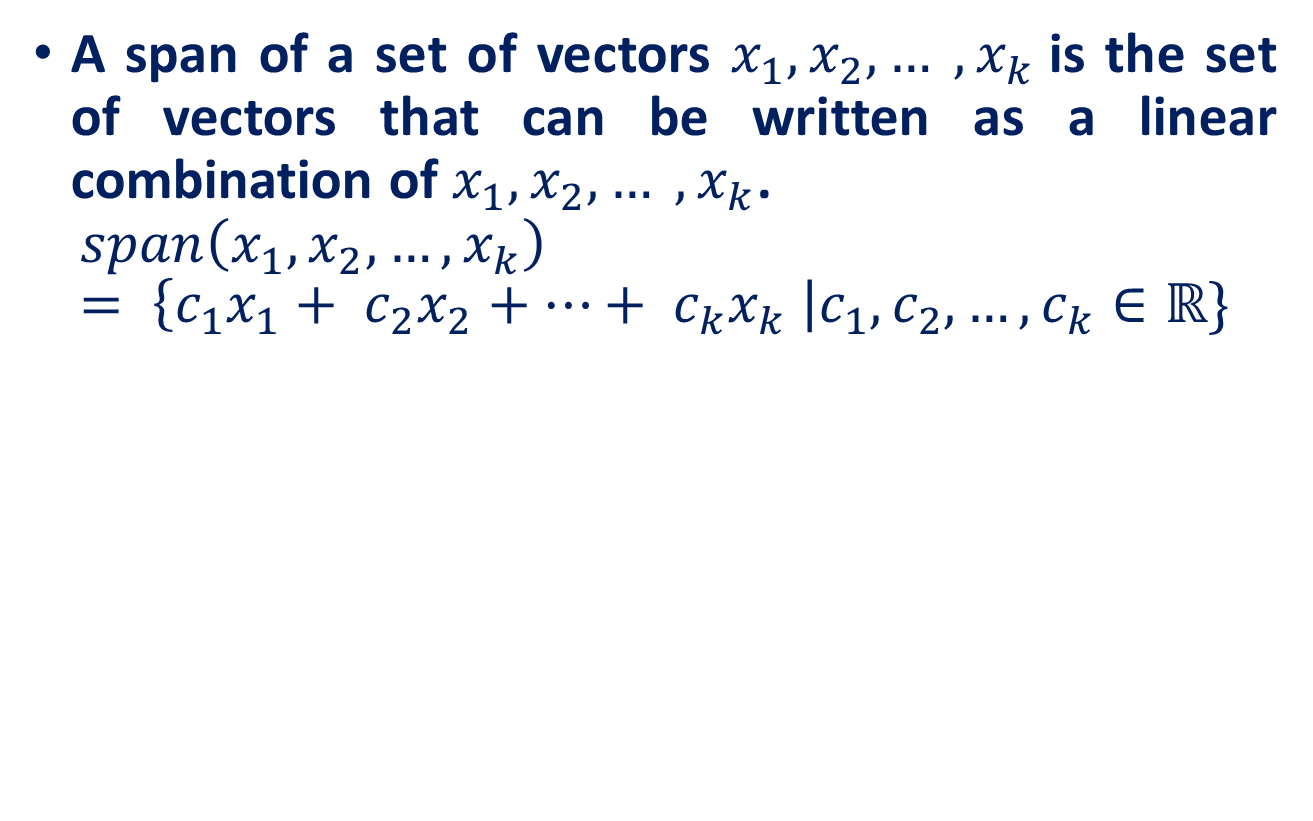 • A span of a set of vectors 𝑥₁, 𝑥₂, … , 𝑥ₖ is the set
of vectors that can be written as a linear
combination of 𝑥₁, 𝑥₂, … , 𝑥ₖ.
𝑠𝑝𝑎𝑛(𝑥₁, 𝑥₂, … , 𝑥ₖ)
= {𝑐₁𝑥₁ + 𝑐₂𝑥₂ + ⋯ + 𝑐ₖ𝑥ₖ |𝑐₁, 𝑐₂, … , 𝑐ₖ ∈ ℝ}